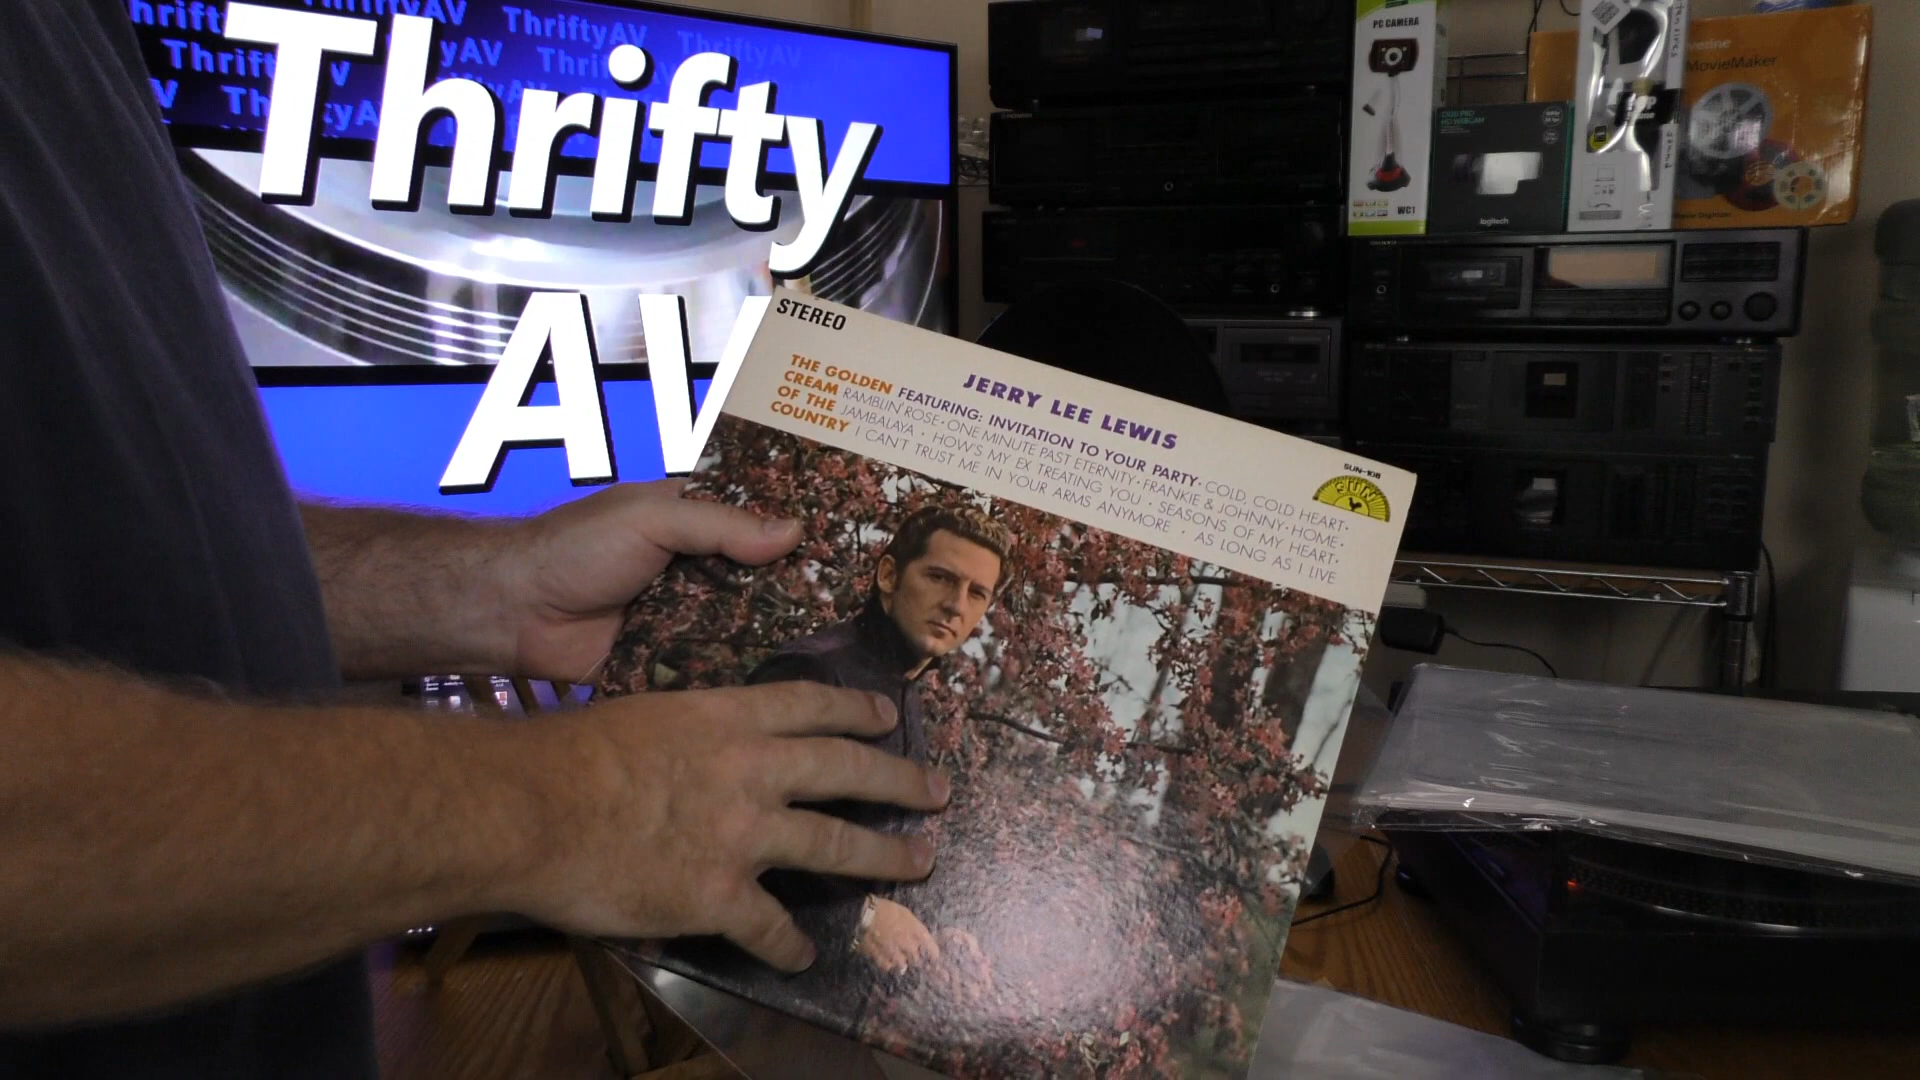 ThriftyAV
ThriftyAV
ThriftyAV
Thrifty
AV
STEREO
JERRY LEE LEWIS
THE GOLDEN
CREAM
OF THE
COUNTRY
FEATURING: INVITATION TO YOUR PARTY · COLD, COLD HEART ·
RAMBLIN' ROSE · ONE MINUTE PAST ETERNITY · FRANKIE & JOHNNY · HOME ·
JAMBALAYA · HOW'S MY EX TREATING YOU · SEASONS OF MY HEART ·
I CAN'T TRUST ME IN YOUR ARMS ANYMORE · AS LONG AS I LIVE
SUN-108
SUN
PC CAMERA
WC1
logitech
MovieMaker